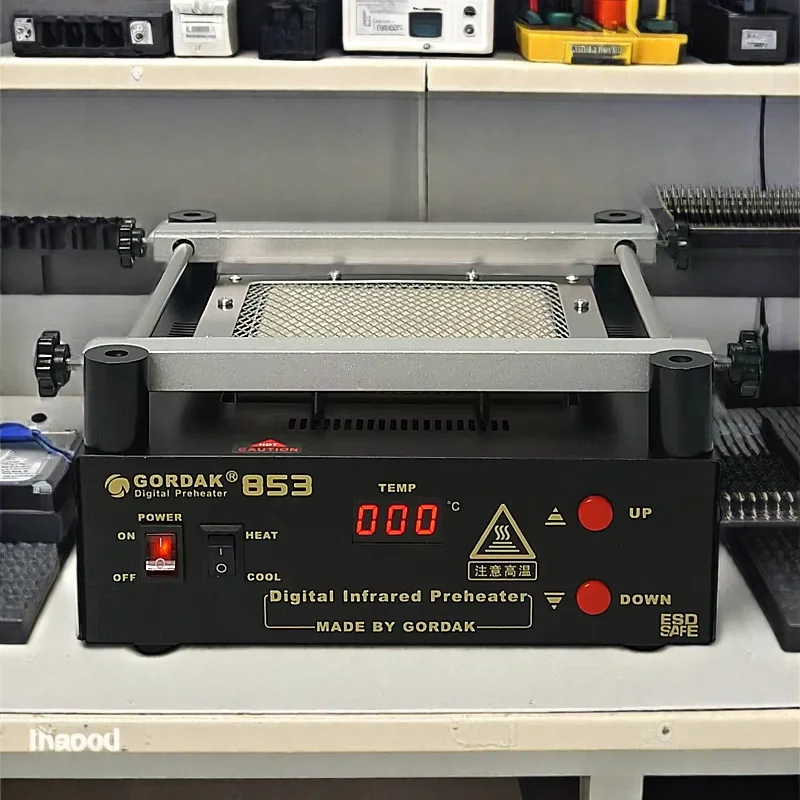 HOT
CAUTION
GORDAK® 853
Digital Preheater
TEMP
000 °C
UP
POWER
ON
OFF
HEAT
COOL
注意高温
DOWN
Digital Infrared Preheater
MADE BY GORDAK
ESD
SAFE